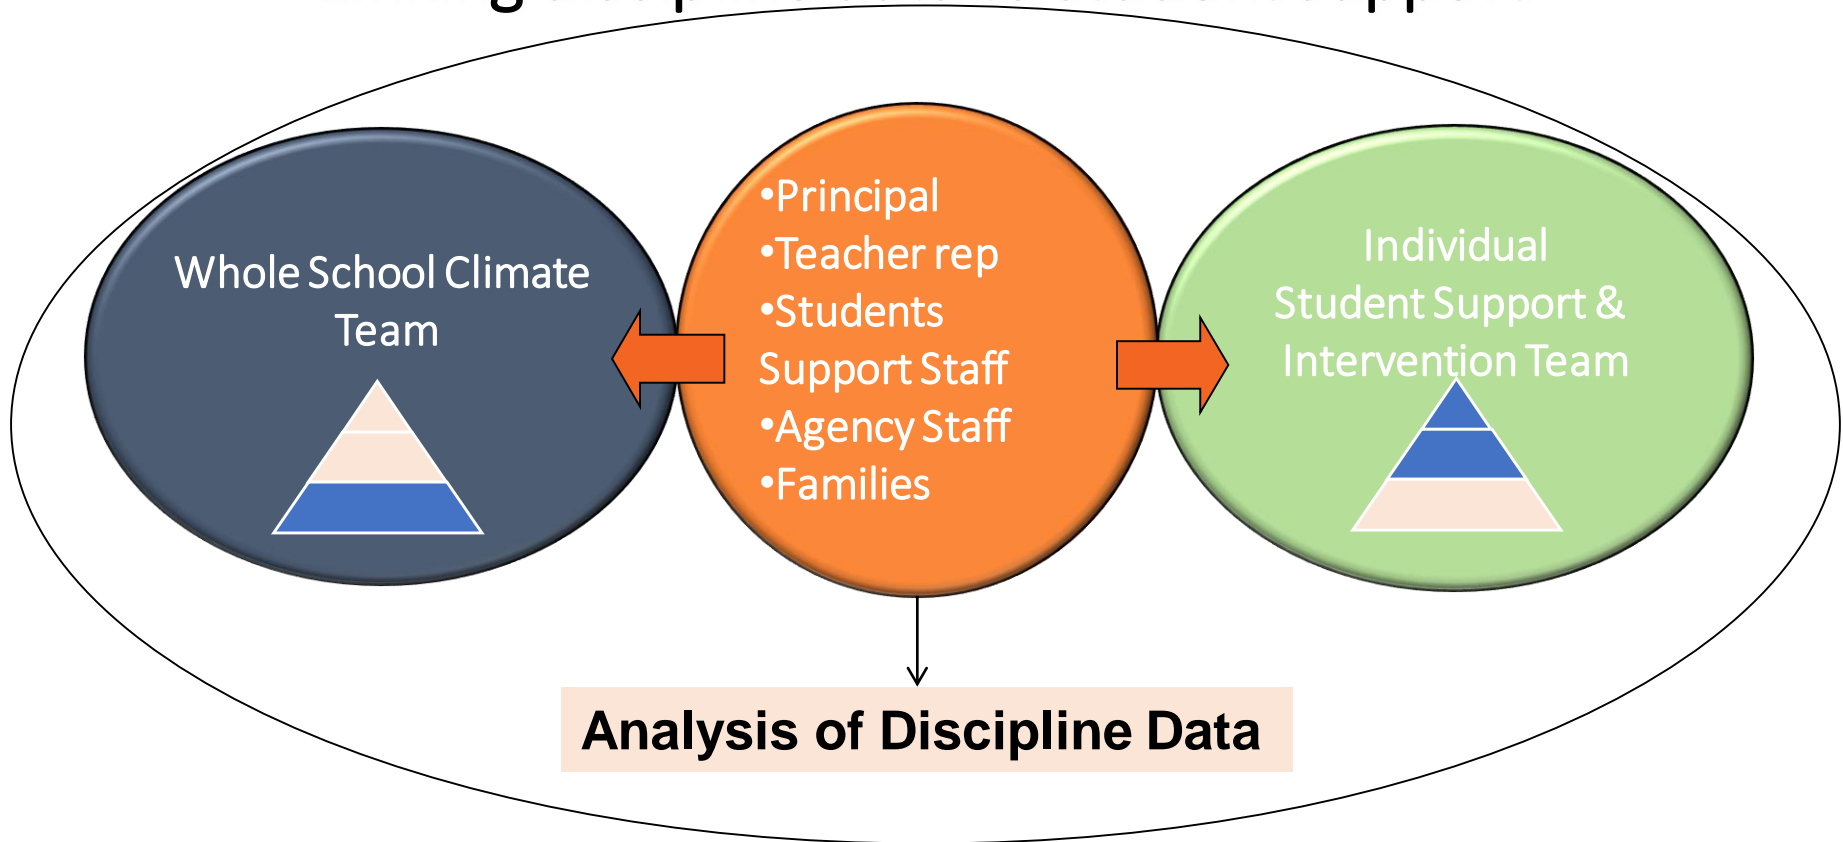 Whole School Climate
Team
•Principal
•Teacher rep
•Students
Support Staff
•Agency Staff
•Families
Individual
Student Support &
Intervention Team
Analysis of Discipline Data